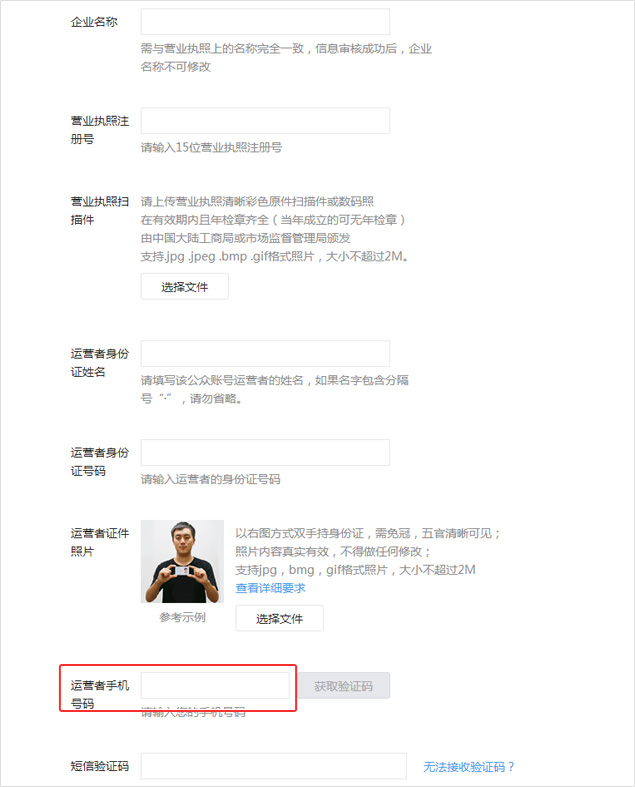 企业名称
需与营业执照上的名称完全一致，信息审核成功后，企业
名称不可修改
营业执照注
册号
请输入15位营业执照注册号
营业执照扫
描件
请上传营业执照清晰彩色原件扫描件或数码照
在有效期内且年检章齐全（当年成立的可无年检章）
由中国大陆工商局或市场监督管理局颁发
支持.jpg .jpeg .bmp .gif格式照片，大小不超过2M。
选择文件
运营者身份
证姓名
请填写该公众账号运营者的姓名，如果名字包含分隔
号“·”，请勿省略。
运营者身份
证号码
请输入运营者的身份证号码
运营者证件
照片
以右图方式双手持身份证，需免冠，五官清晰可见；
照片内容真实有效，不得做任何修改；
支持jpg，bmg，gif格式照片，大小不超过2M
查看详细要求
参考示例
选择文件
运营者手机
号码
获取验证码
请输入您的手机号码
短信验证码
无法接收验证码？